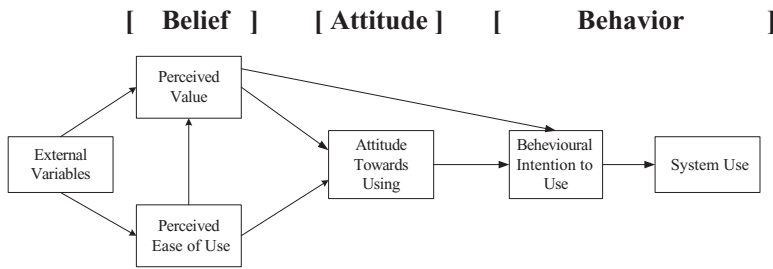 [ Belief ] [ Attitude ] [ Behavior ]
Perceived
Value
External
Variables
Perceived
Ease of Use
Attitude
Towards
Using
Behevioural
Intention to
Use
System Use